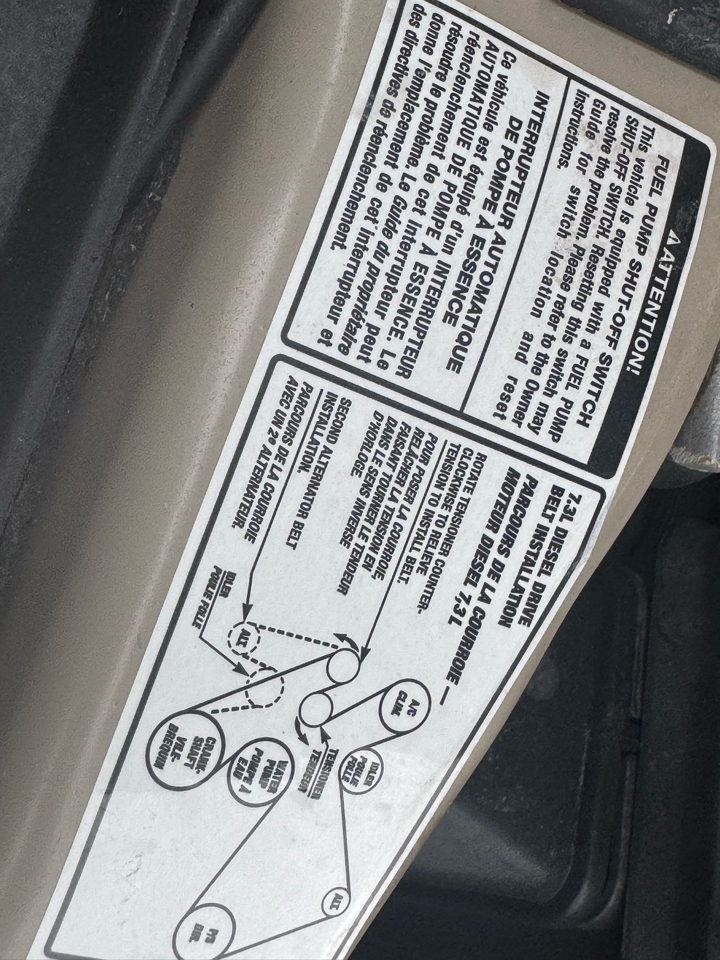 ⚠ATTENTION!
FUEL PUMP SHUT-OFF SWITCH
This vehicle is equipped with a FUEL PUMP
SHUT-OFF SWITCH. Resetting this switch may
resolve the problem. Please refer to the Owner
Guide for switch location and reset
instructions.
INTERRUPTEUR AUTOMATIQUE
DE POMPE À ESSENCE
Ce véhicule est équipé d'un INTERRUPTEUR
AUTOMATIQUE DE POMPE À ESSENCE. Le
réenclenchement de cet interrupteur peut
résoudre le problème. Le Guide du propriétaire
donne l'emplacement de cet interrupteur et
des directives de réenclenchement.
7.3L DIESEL DRIVE
BELT INSTALLATION
PARCOURS DE LA COURROIE —
MOTEUR DIESEL 7,3 L
ROTATE TENSIONER COUNTER-
CLOCKWISE TO RELIEVE
TENSION TO INSTALL BELT.
POUR POSER LA COURROIE,
RELÂCHER LA TENSION EN
FAISANT TOURNER LE TENDEUR
DANS LE SENS INVERSE
D'HORLOGE.
SECOND ALTERNATOR BELT
INSTALLATION.
PARCOURS DE LA COURROIE
AVEC UN 2e ALTERNATEUR.
A/C
CLIM.
IDLER
POULIE FOLLE
ALT.
IDLER
POULIE
FOLLE
TENSIONER
TENDEUR
ALT.
WATER
PUMP
POMPE À
EAU
CRANK-
SHAFT
VILE-
BREQUIN
P/S
DIR.